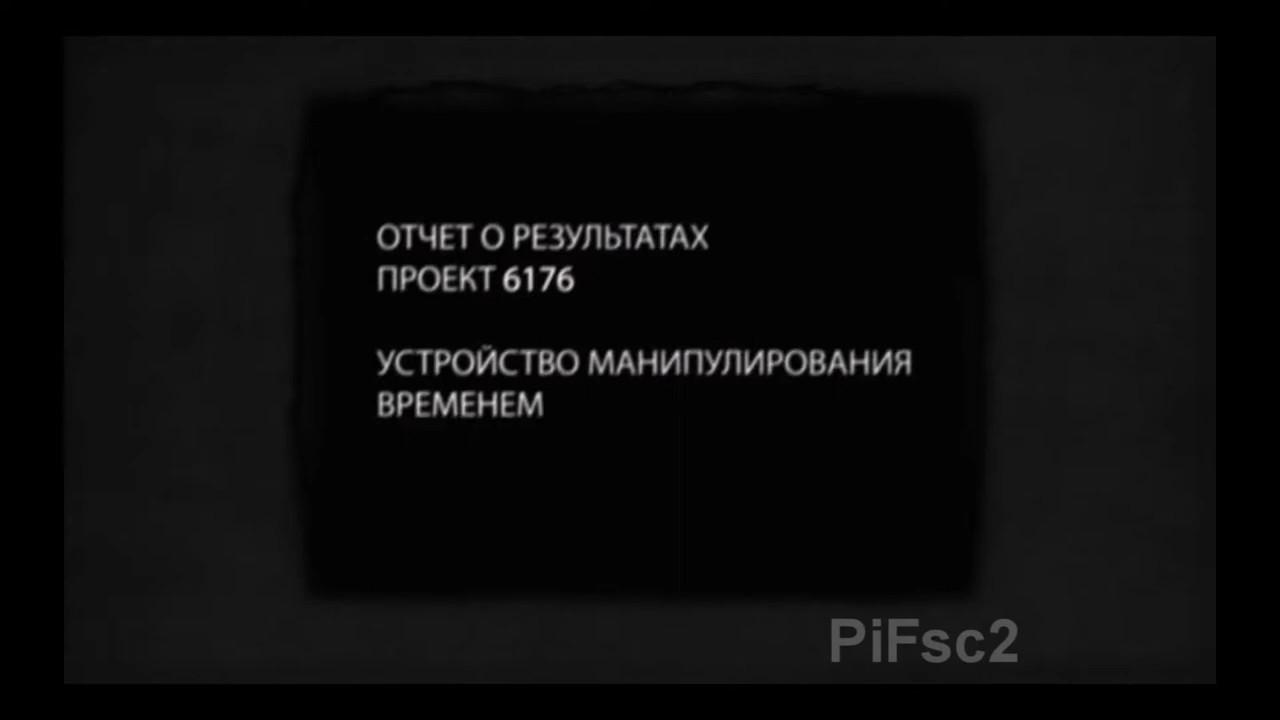 ОТЧЕТ О РЕЗУЛЬТАТАХ
ПРОЕКТ 6176
УСТРОЙСТВО МАНИПУЛИРОВАНИЯ
ВРЕМЕНЕМ
PiFsc2